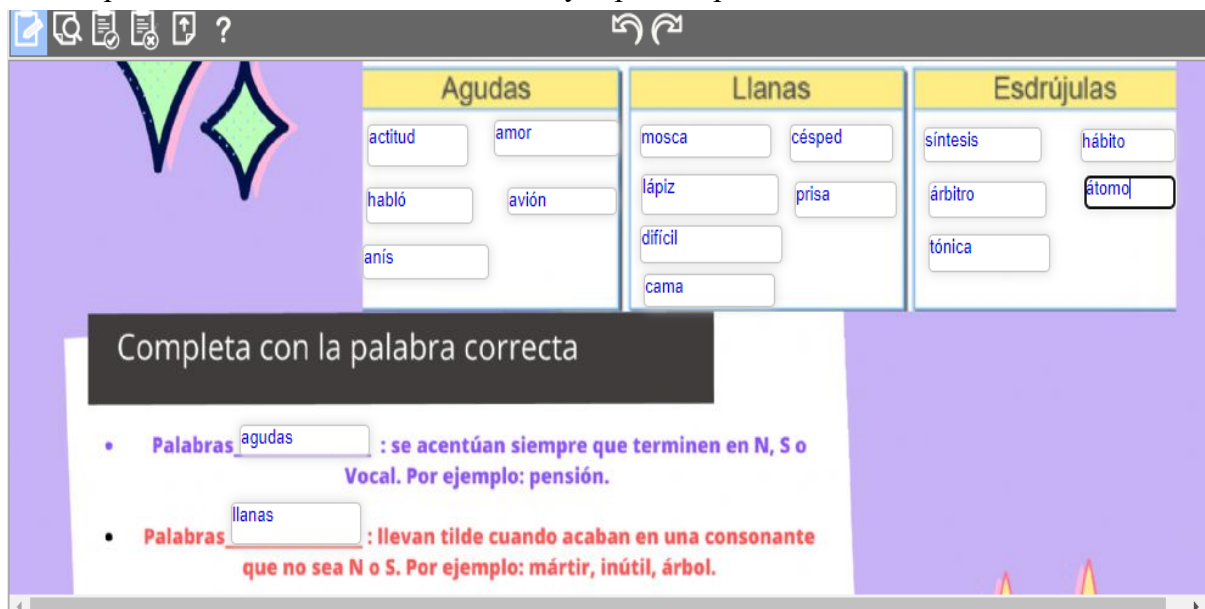 ?
Agudas Llanas Esdrújulas
actitud amor mosca césped síntesis hábito
habló avión lápiz prisa árbitro átomo
anís difícil tónica
cama
Completa con la palabra correcta
• Palabras agudas : se acentúan siempre que terminen en N, S o
Vocal. Por ejemplo: pensión.
• Palabras llanas : llevan tilde cuando acaban en una consonante
que no sea N o S. Por ejemplo: mártir, inútil, árbol.